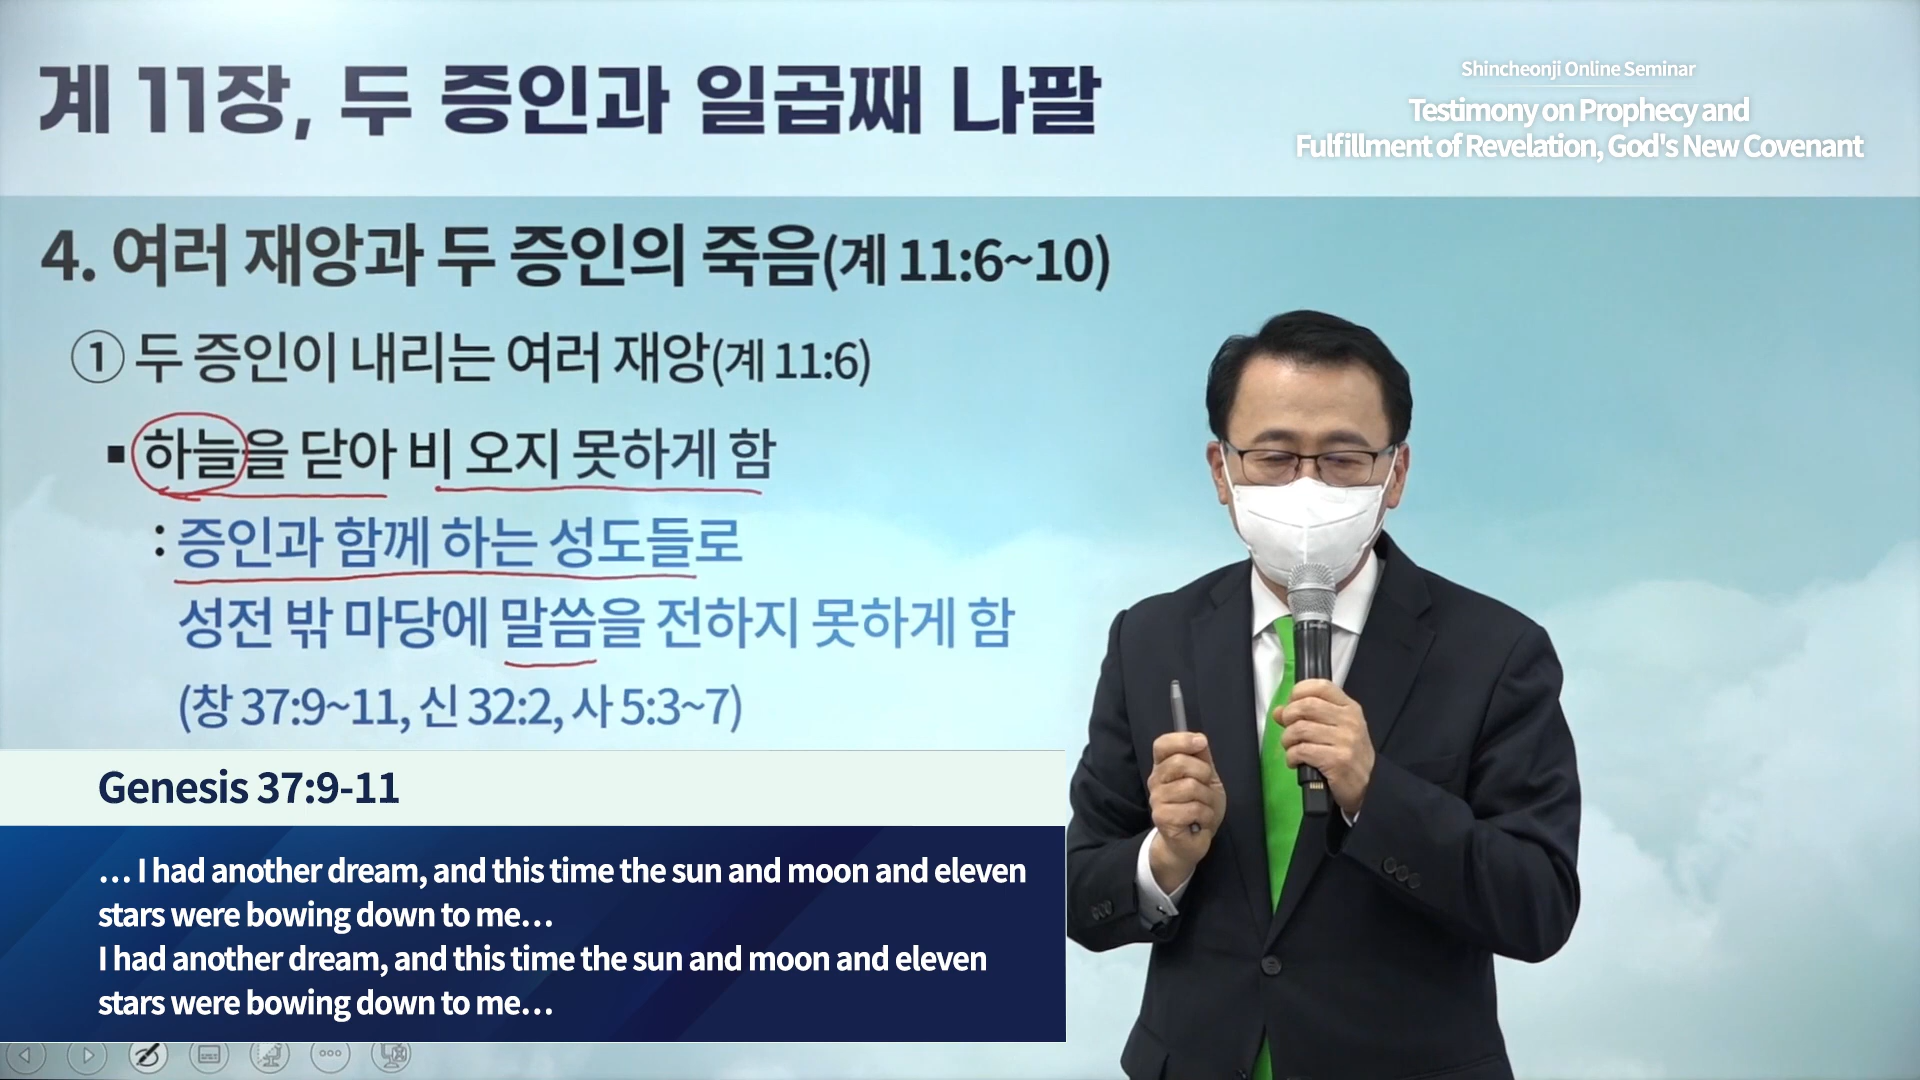 계 11장, 두 증인과 일곱째 나팔
Shincheonji Online Seminar
Testimony on Prophecy and
Fulfillment of Revelation, God's New Covenant
4. 여러 재앙과 두 증인의 죽음(계 11:6~10)
① 두 증인이 내리는 여러 재앙(계 11:6)
▪ 하늘을 닫아 비 오지 못하게 함
: 증인과 함께 하는 성도들로
성전 밖 마당에 말씀을 전하지 못하게 함
(창 37:9~11, 신 32:2, 사 5:3~7)
Genesis 37:9-11
… I had another dream, and this time the sun and moon and eleven
stars were bowing down to me…
I had another dream, and this time the sun and moon and eleven
stars were bowing down to me…